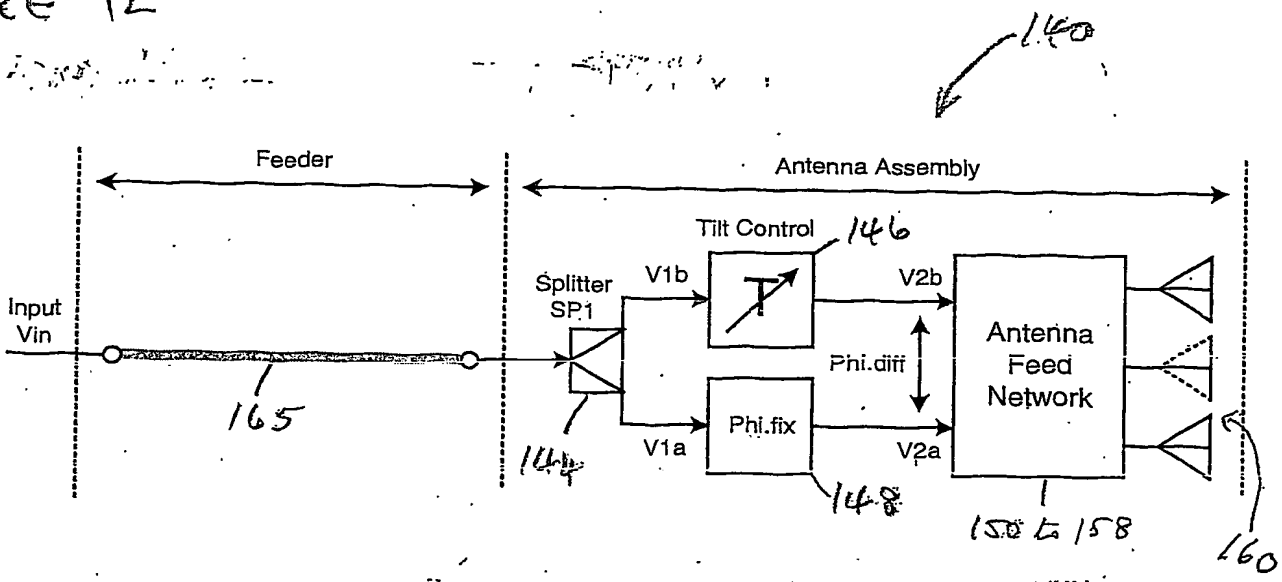 140
Feeder
Antenna Assembly
Tilt Control
146
Input
Vin
Splitter
SP1
V1b
T
V2b
Antenna
Feed
Network
Phi.diff
165
V1a
Phi.fix
V2a
144
148
150 to 158
160